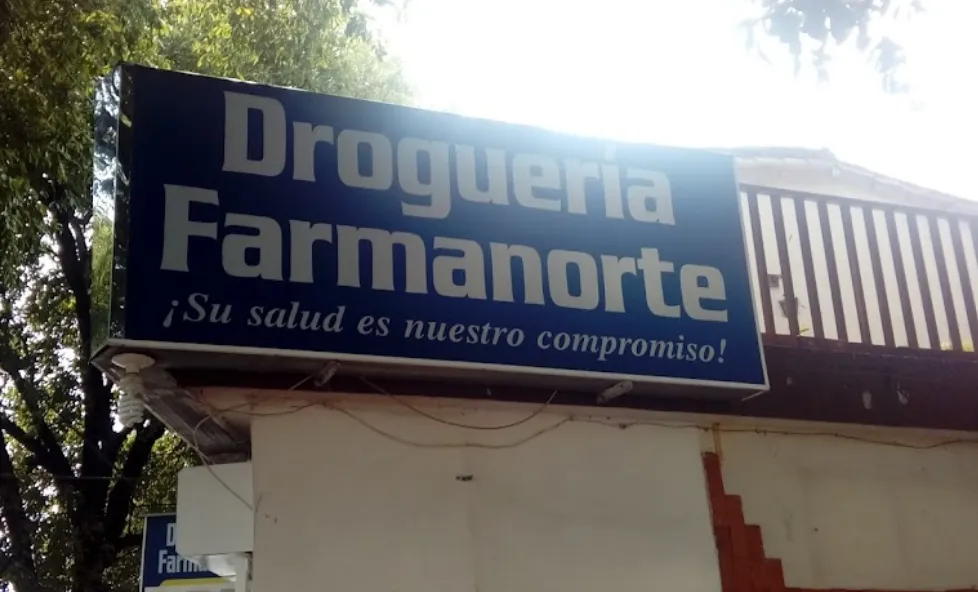 Droguería
Farmanorte
¡Su salud es nuestro compromiso!